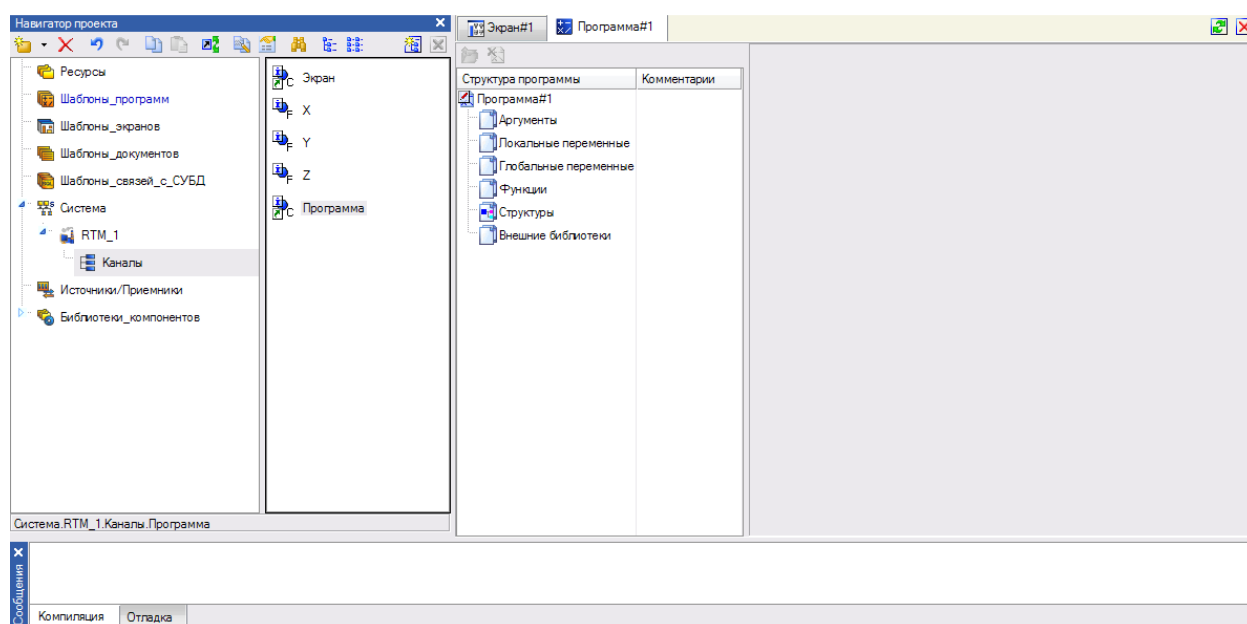 Навигатор проекта
Ресурсы
Шаблоны_программ
Шаблоны_экранов
Шаблоны_документов
Шаблоны_связей_с_СУБД
Система
RTM_1
Каналы
Источники/Приемники
Библиотеки_компонентов
C Экран
F X
F Y
F Z
C Программа
Система.RTM_1.Каналы.Программа
Экран#1
Программа#1
Структура программы
Комментарии
Программа#1
Аргументы
Локальные переменные
Глобальные переменные
Функции
Структуры
Внешние библиотеки
Сообщения
Компиляция
Отладка